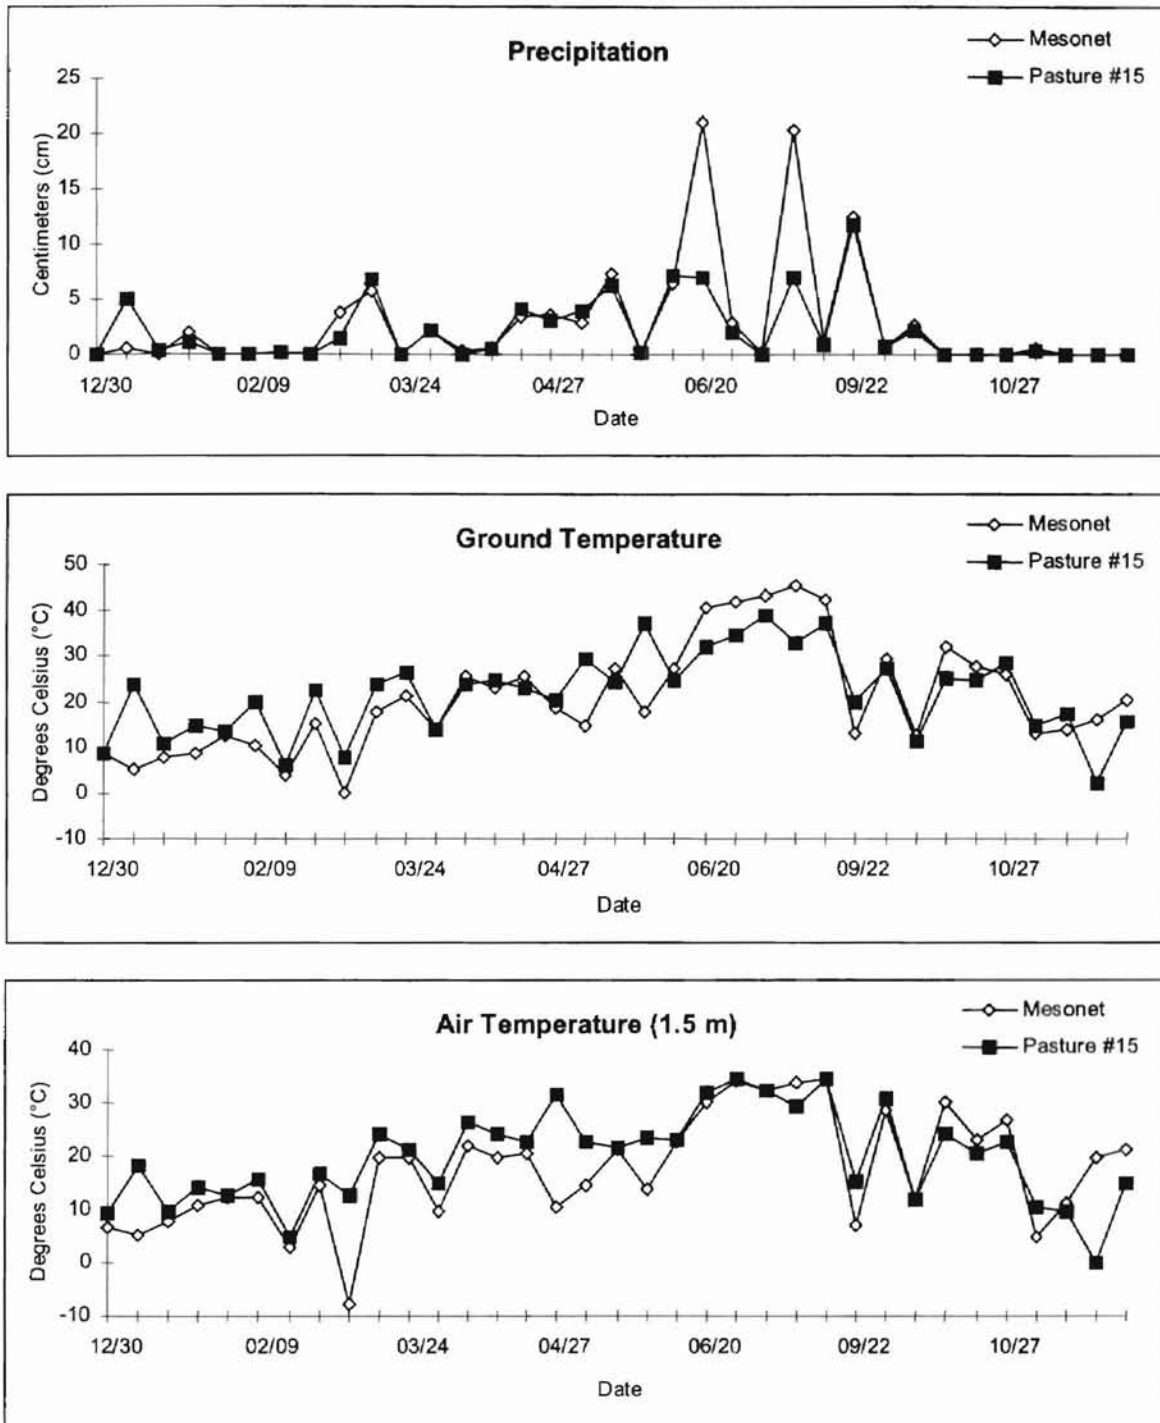 Precipitation
Mesonet
Pasture #15
25
20
15
10
5
0
Centimeters (cm)
12/30 02/09 03/24 04/27 06/20 09/22 10/27
Date
Ground Temperature
Mesonet
Pasture #15
50
40
30
20
10
0
-10
Degrees Celsius (°C)
12/30 02/09 03/24 04/27 06/20 09/22 10/27
Date
Air Temperature (1.5 m)
Mesonet
Pasture #15
40
30
20
10
0
-10
Degrees Celsius (°C)
12/30 02/09 03/24 04/27 06/20 09/22 10/27
Date